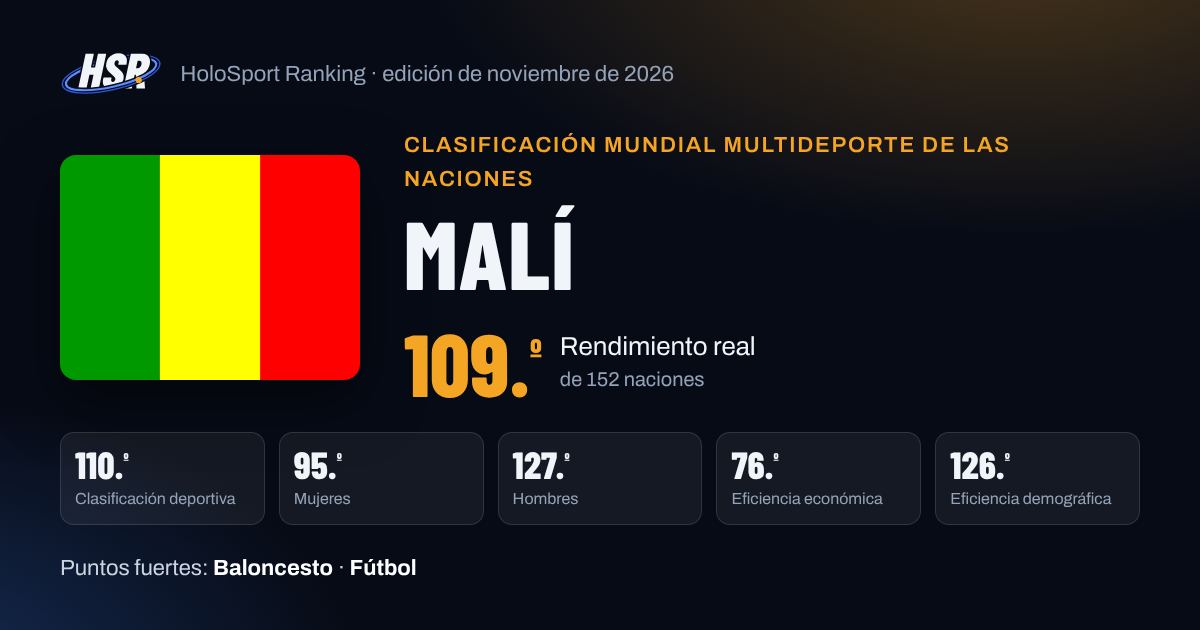 HSR
HoloSport Ranking · edición de noviembre de 2026
CLASIFICACIÓN MUNDIAL MULTIDEPORTE DE LAS
NACIONES
MALÍ
109.º
Rendimiento real
de 152 naciones
110.º
Clasificación deportiva
95.º
Mujeres
127.º
Hombres
76.º
Eficiencia económica
126.º
Eficiencia demográfica
Puntos fuertes: Baloncesto · Fútbol